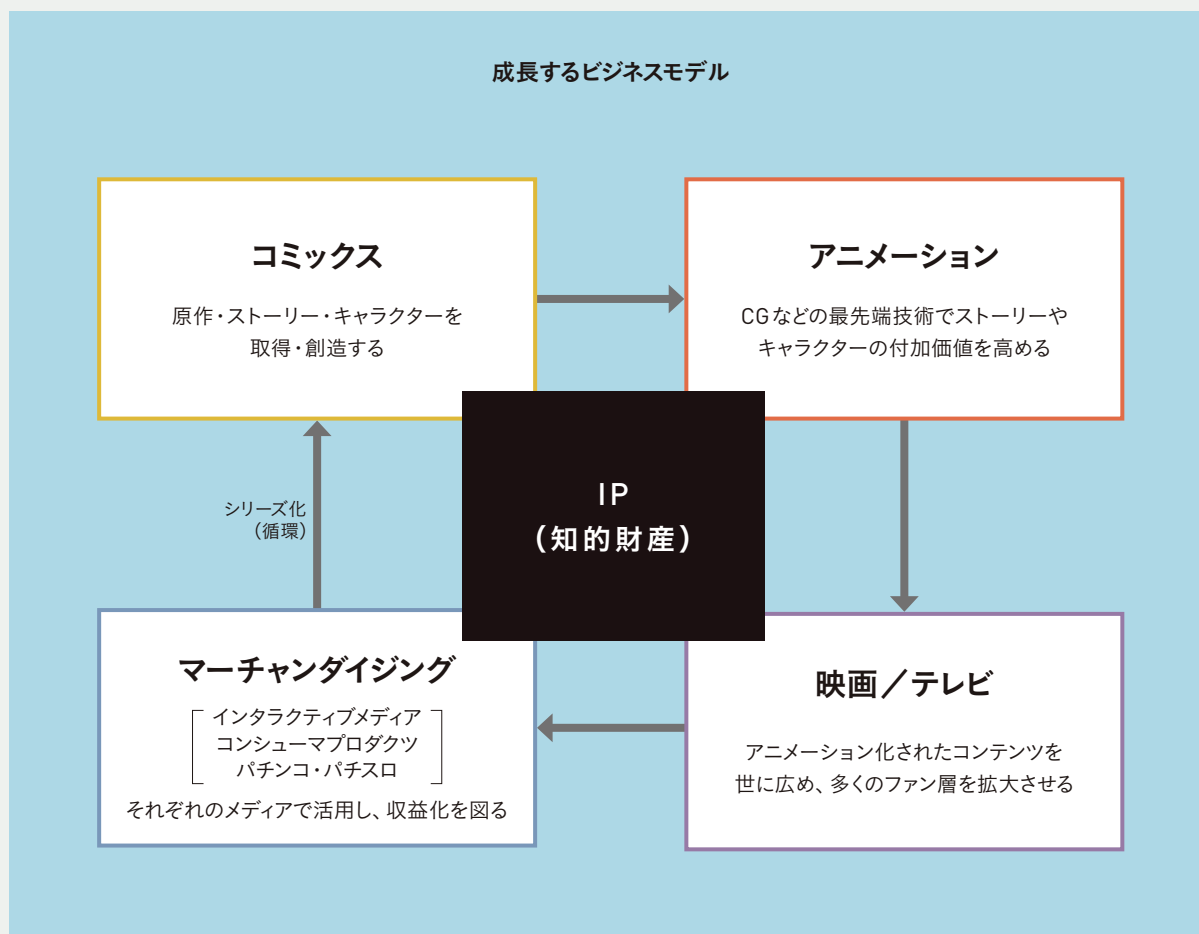 成長するビジネスモデル
コミックス
原作・ストーリー・キャラクターを
取得・創造する
アニメーション
CGなどの最先端技術でストーリーや
キャラクターの付加価値を高める
IP
(知的財産)
シリーズ化
(循環)
マーチャンダイジング
インタラクティブメディア
コンシューマプロダクツ
パチンコ・パチスロ
それぞれのメディアで活用し、収益化を図る
映画／テレビ
アニメーション化されたコンテンツを
世に広め、多くのファン層を拡大させる